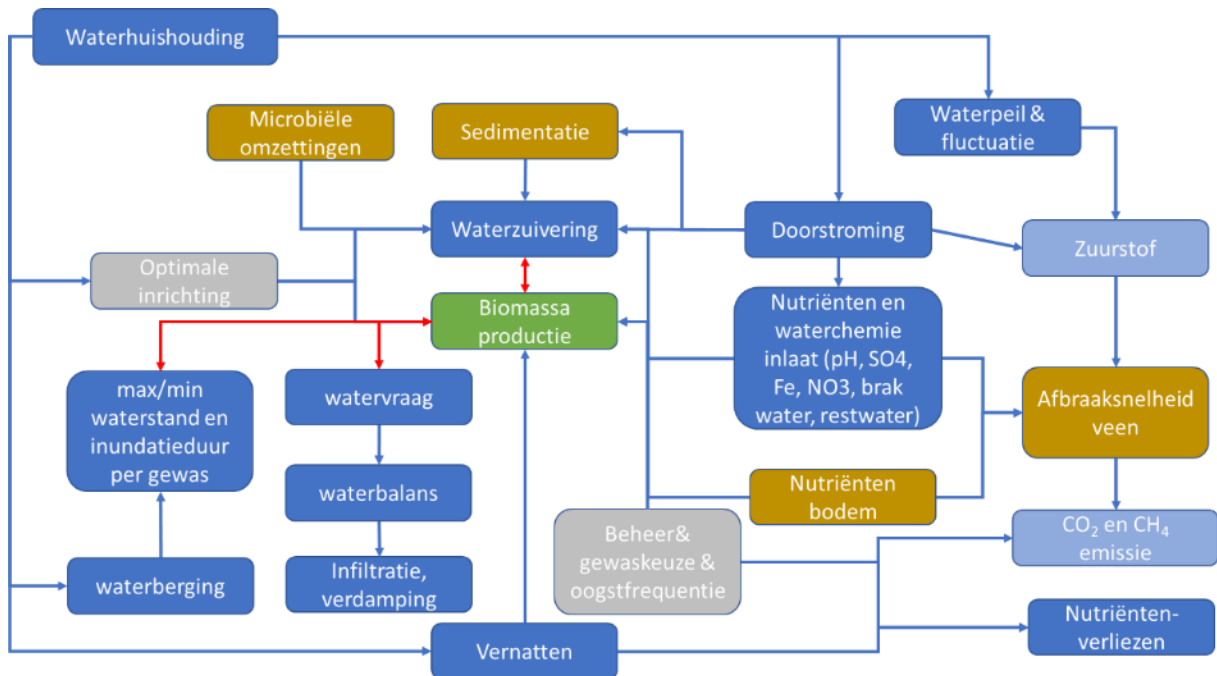 Waterhuishouding
Microbiële
omzettingen
Sedimentatie
Waterpeil &
fluctuatie
Waterzuivering
Doorstroming
Zuurstof
Optimale
inrichting
Biomassa
productie
Nutriënten en
waterchemie
inlaat (pH, SO4,
Fe, NO3, brak
water, restwater)
max/min
waterstand en
inundatieduur
per gewas
watervraag
Afbraaksnelheid
veen
waterbalans
Nutriënten
bodem
Beheer&
gewaskeuze &
oogstfrequentie
CO₂ en CH₄
emissie
waterberging
Infiltratie,
verdamping
Vernatten
Nutriënten-
verliezen